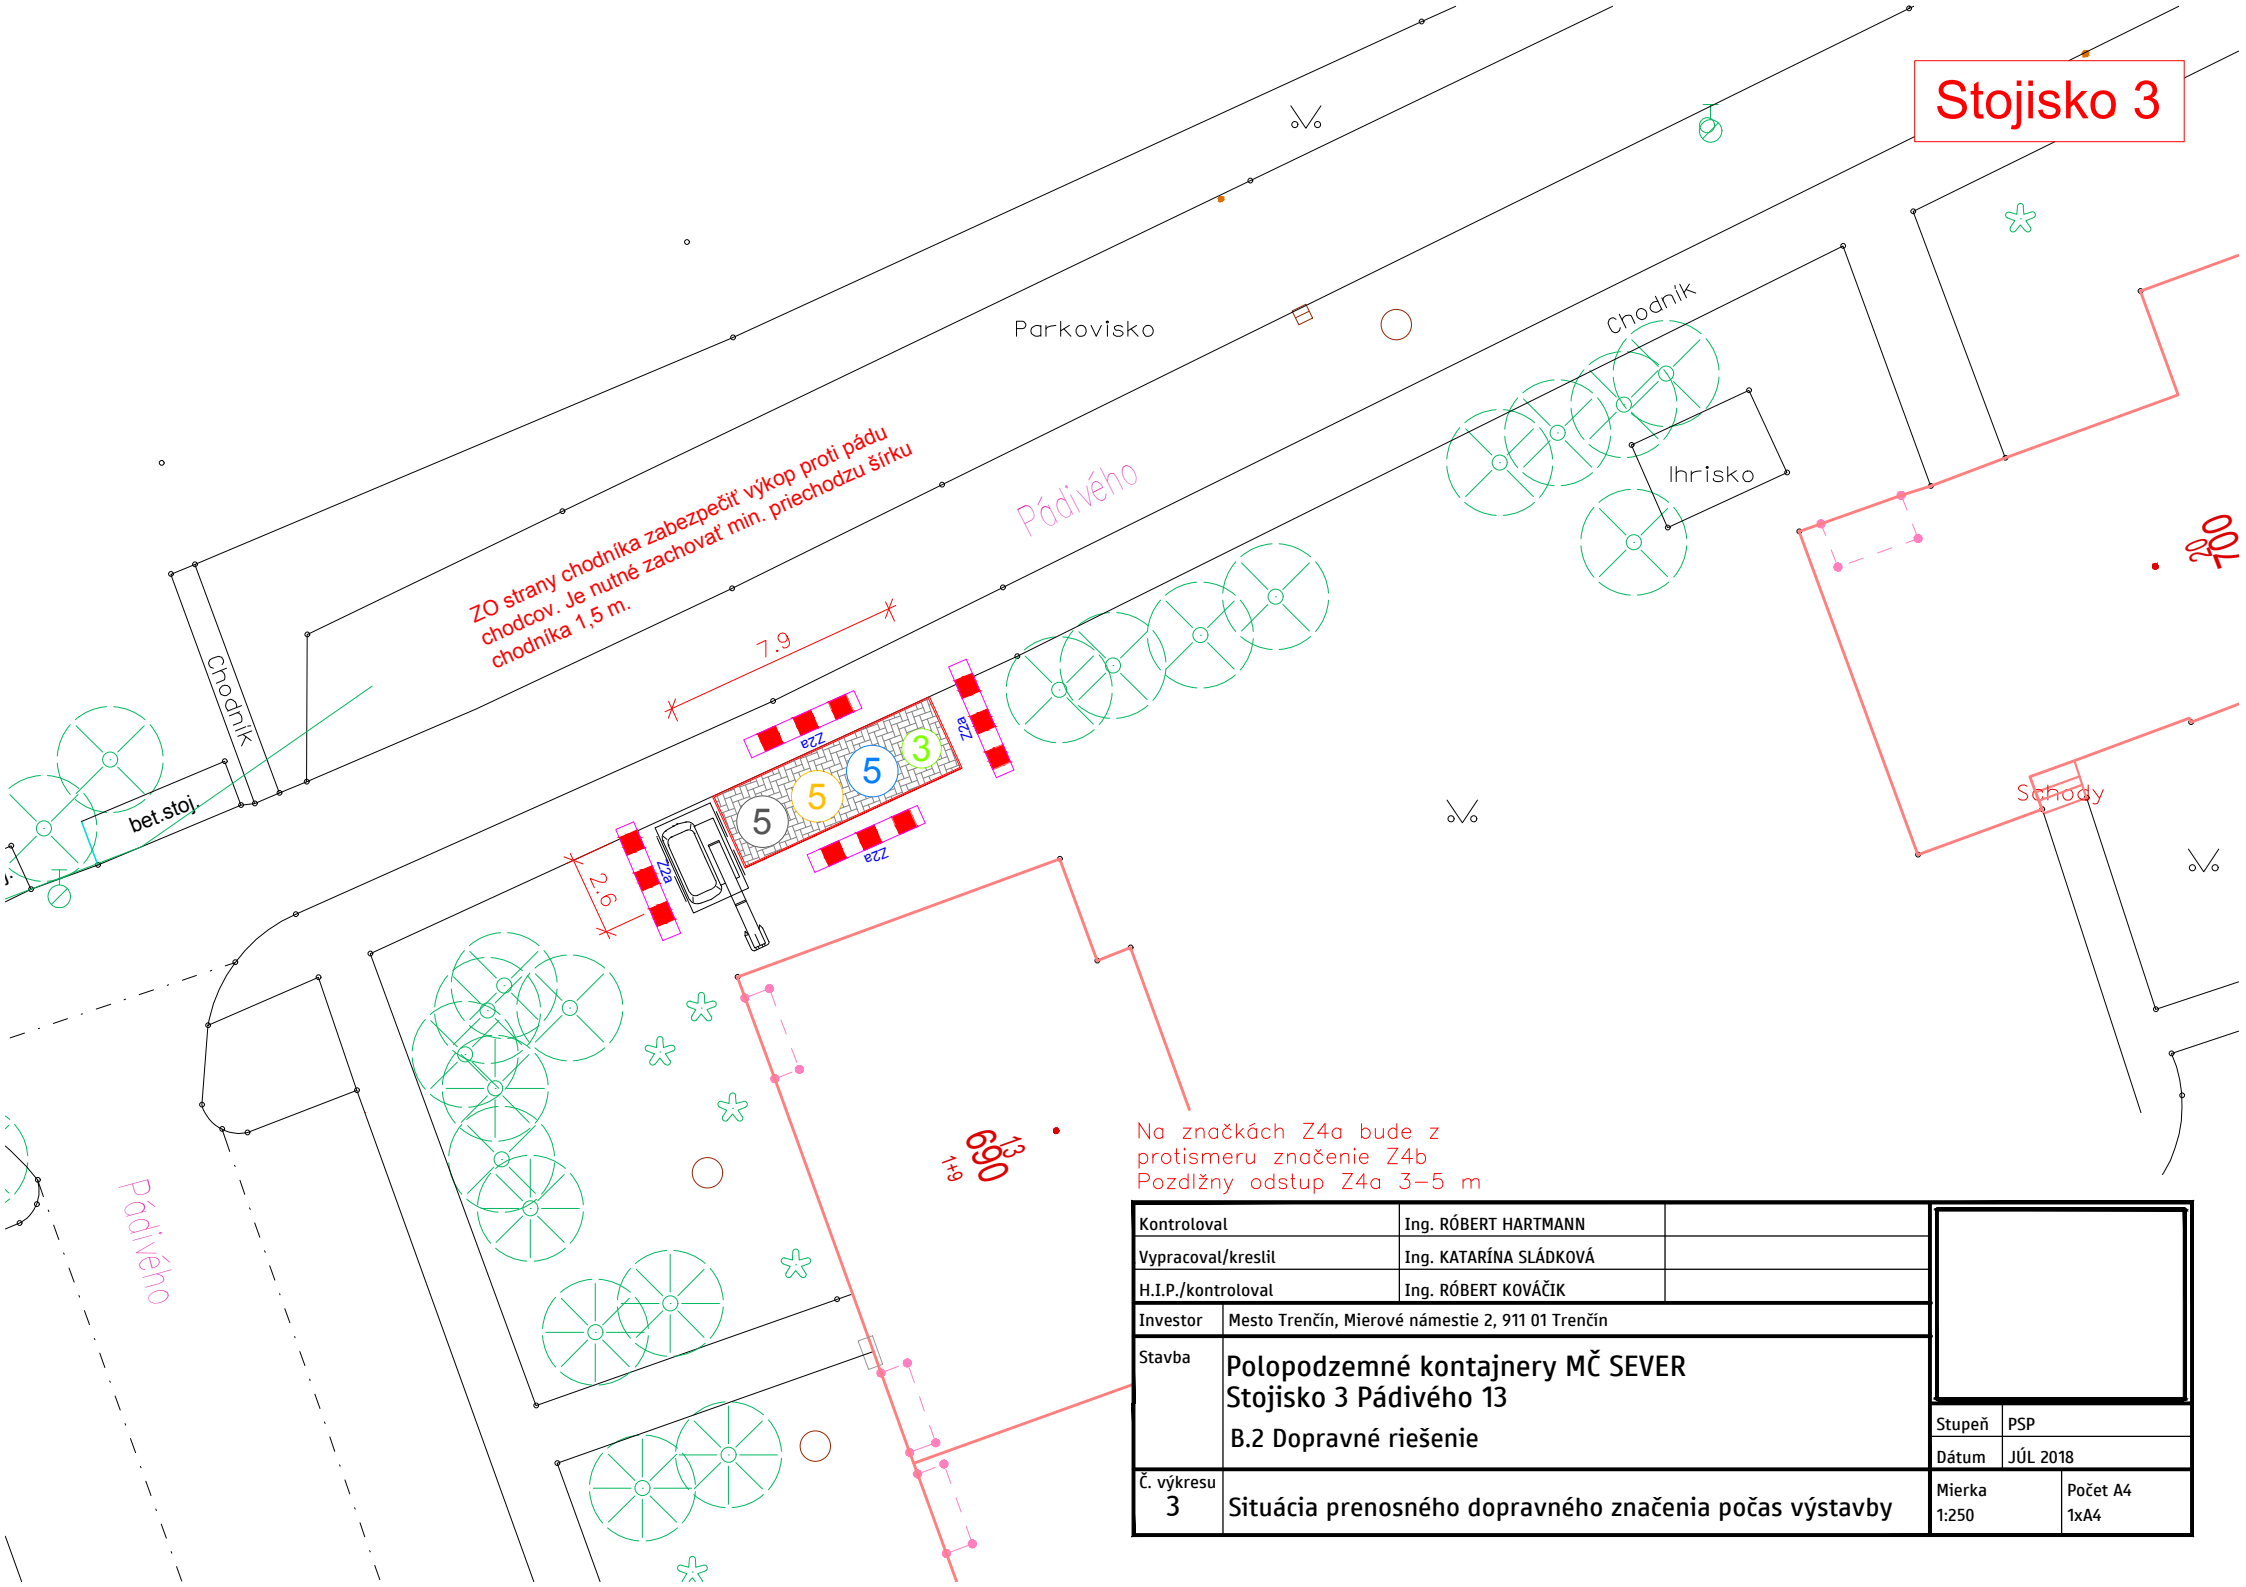 Stojisko 3
Chodník
Parkovisko
ZO strany chodníka zabezpečiť výkop proti pádu
chodcov. Je nutné zachovať min. priechodzu šírku
chodníka 1,5 m.
Pádivého
Ihrisko
700
20
7.9
Chodník
Z2a
Z2a
3
5
5
5
bet.stoj.
Z2a
Z2a
2.6
Schody
j.
13
690
1+9
Pádivého
Na značkách Z4a bude z
protismeru značenie Z4b
Pozdĺžny odstup Z4a 3-5 m
Kontroloval Ing. RÓBERT HARTMANN
Vypracoval/kreslil Ing. KATARÍNA SLÁDKOVÁ
H.I.P./kontroloval Ing. RÓBERT KOVÁČIK
Investor Mesto Trenčín, Mierové námestie 2, 911 01 Trenčín
Stavba Polopodzemné kontajnery MČ SEVER
Stojisko 3 Pádivého 13
B.2 Dopravné riešenie
Stupeň PSP
Dátum JÚL 2018
Č. výkresu
3
Situácia prenosného dopravného značenia počas výstavby
Mierka
1:250
Počet A4
1xA4